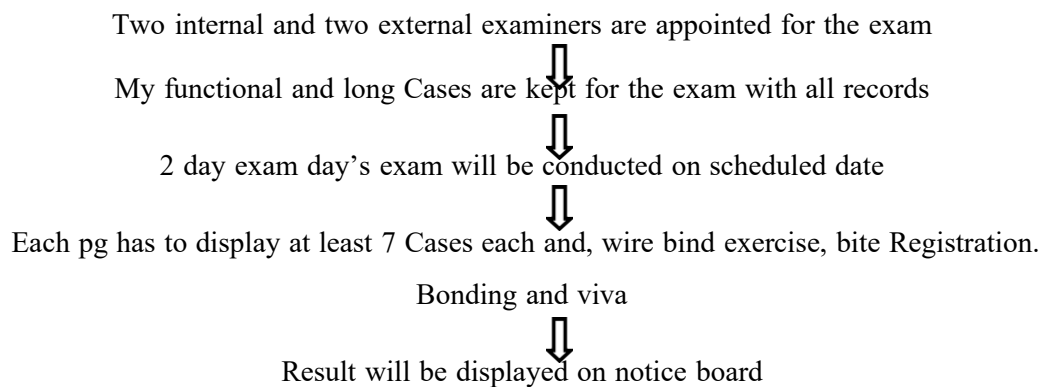 Two internal and two external examiners are appointed for the exam
My functional and long Cases are kept for the exam with all records
2 day exam day’s exam will be conducted on scheduled date
Each pg has to display at least 7 Cases each and, wire bind exercise, bite Registration.
Bonding and viva
Result will be displayed on notice board